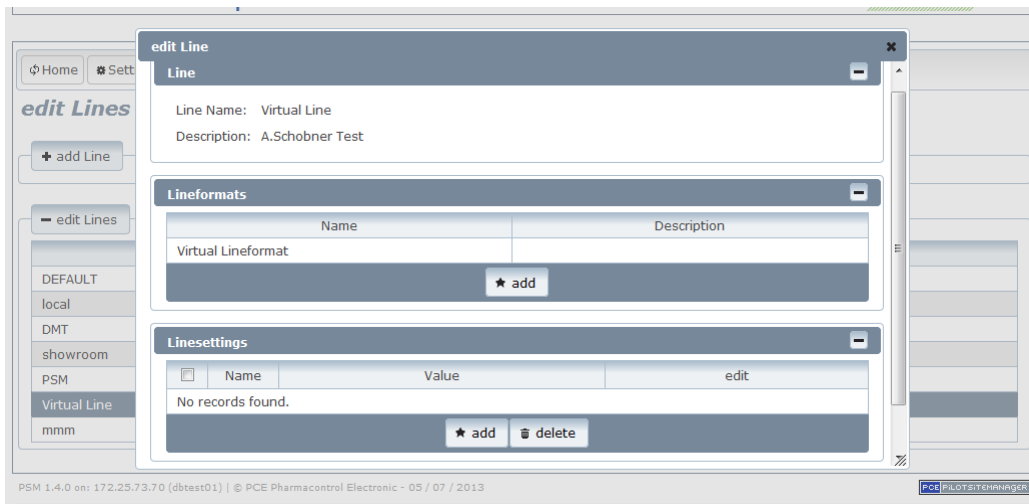 edit Line
Home
Sett
Line
edit Lines
Line Name: Virtual Line
Description: A.Schobner Test
add Line
Lineformats
edit Lines
Name Description
Virtual Lineformat
add
DEFAULT
local
DMT
showroom
PSM
Virtual Line
mmm
Linesettings
Name Value edit
No records found.
add delete
PSM 1.4.0 on: 172.25.73.70 (dbtest01) | © PCE Pharmacontrol Electronic - 05 / 07 / 2013
PCE PILOTSITEMANAGER